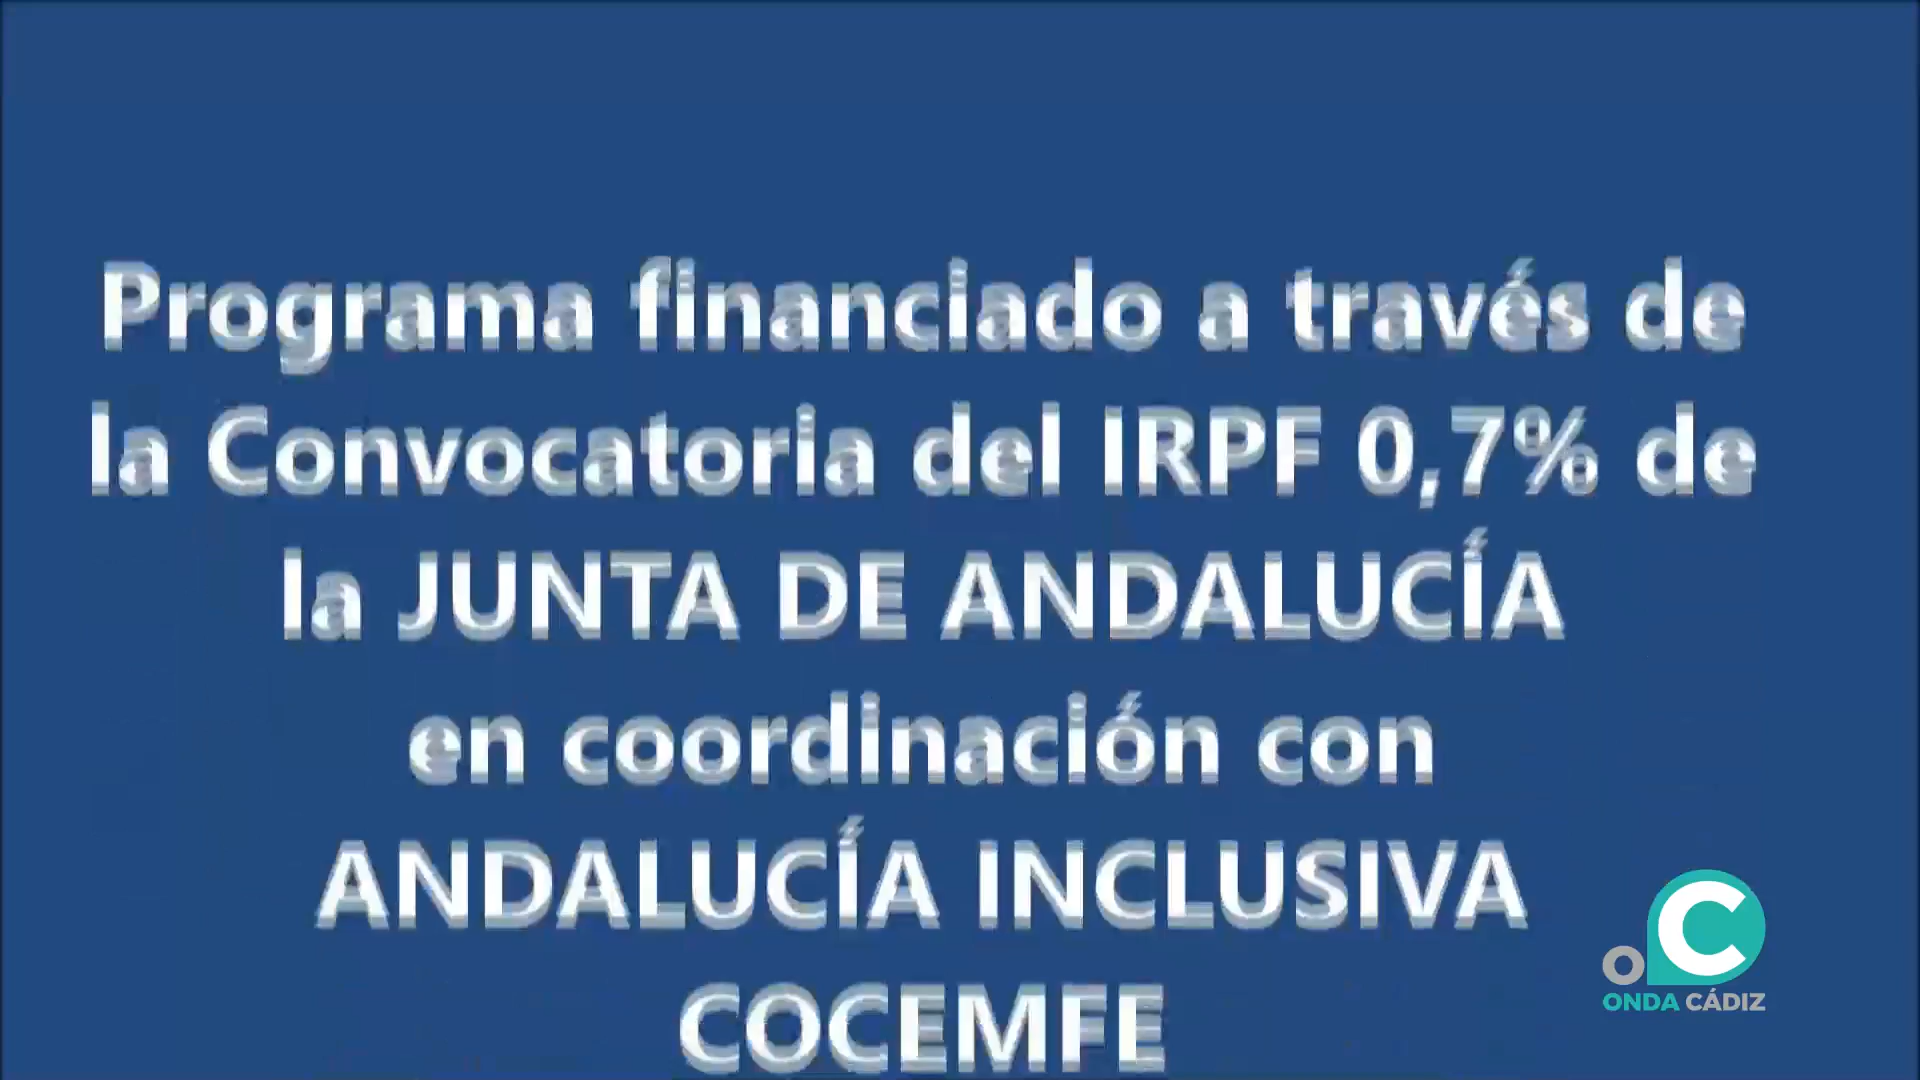 Programa financiado a través de
la Convocatoria del IRPF 0,7% de
la JUNTA DE ANDALUCÍA
en coordinación con
ANDALUCÍA INCLUSIVA
COCEMFE
OC
ONDA CÁDIZ